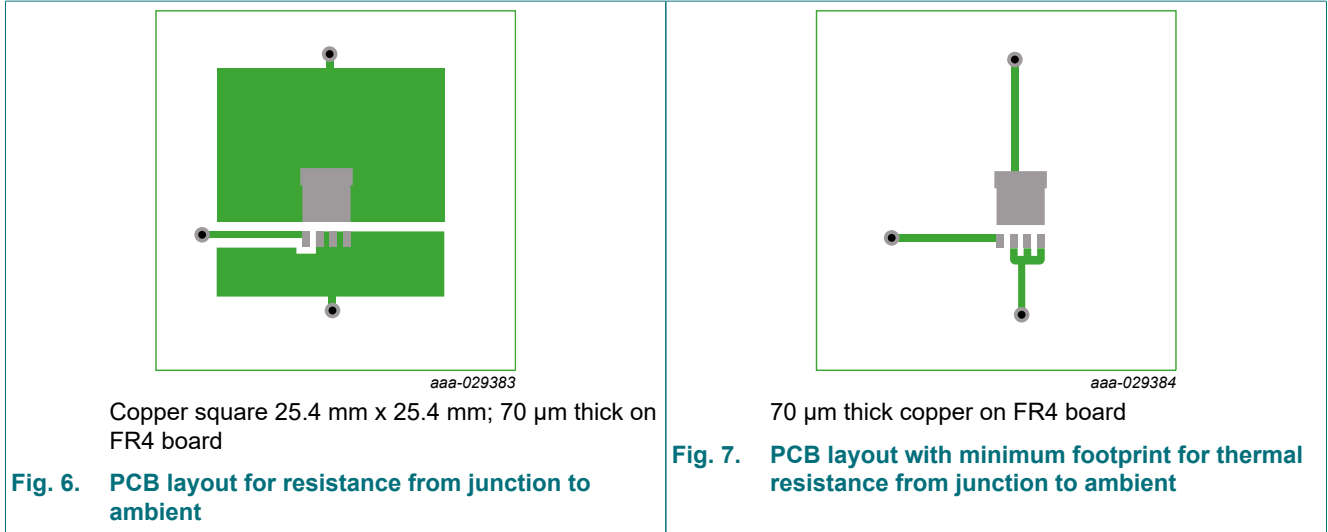 aaa-029383
Copper square 25.4 mm x 25.4 mm; 70 µm thick on
FR4 board
Fig. 6. PCB layout for resistance from junction to
ambient
aaa-029384
70 µm thick copper on FR4 board
Fig. 7. PCB layout with minimum footprint for thermal
resistance from junction to ambient